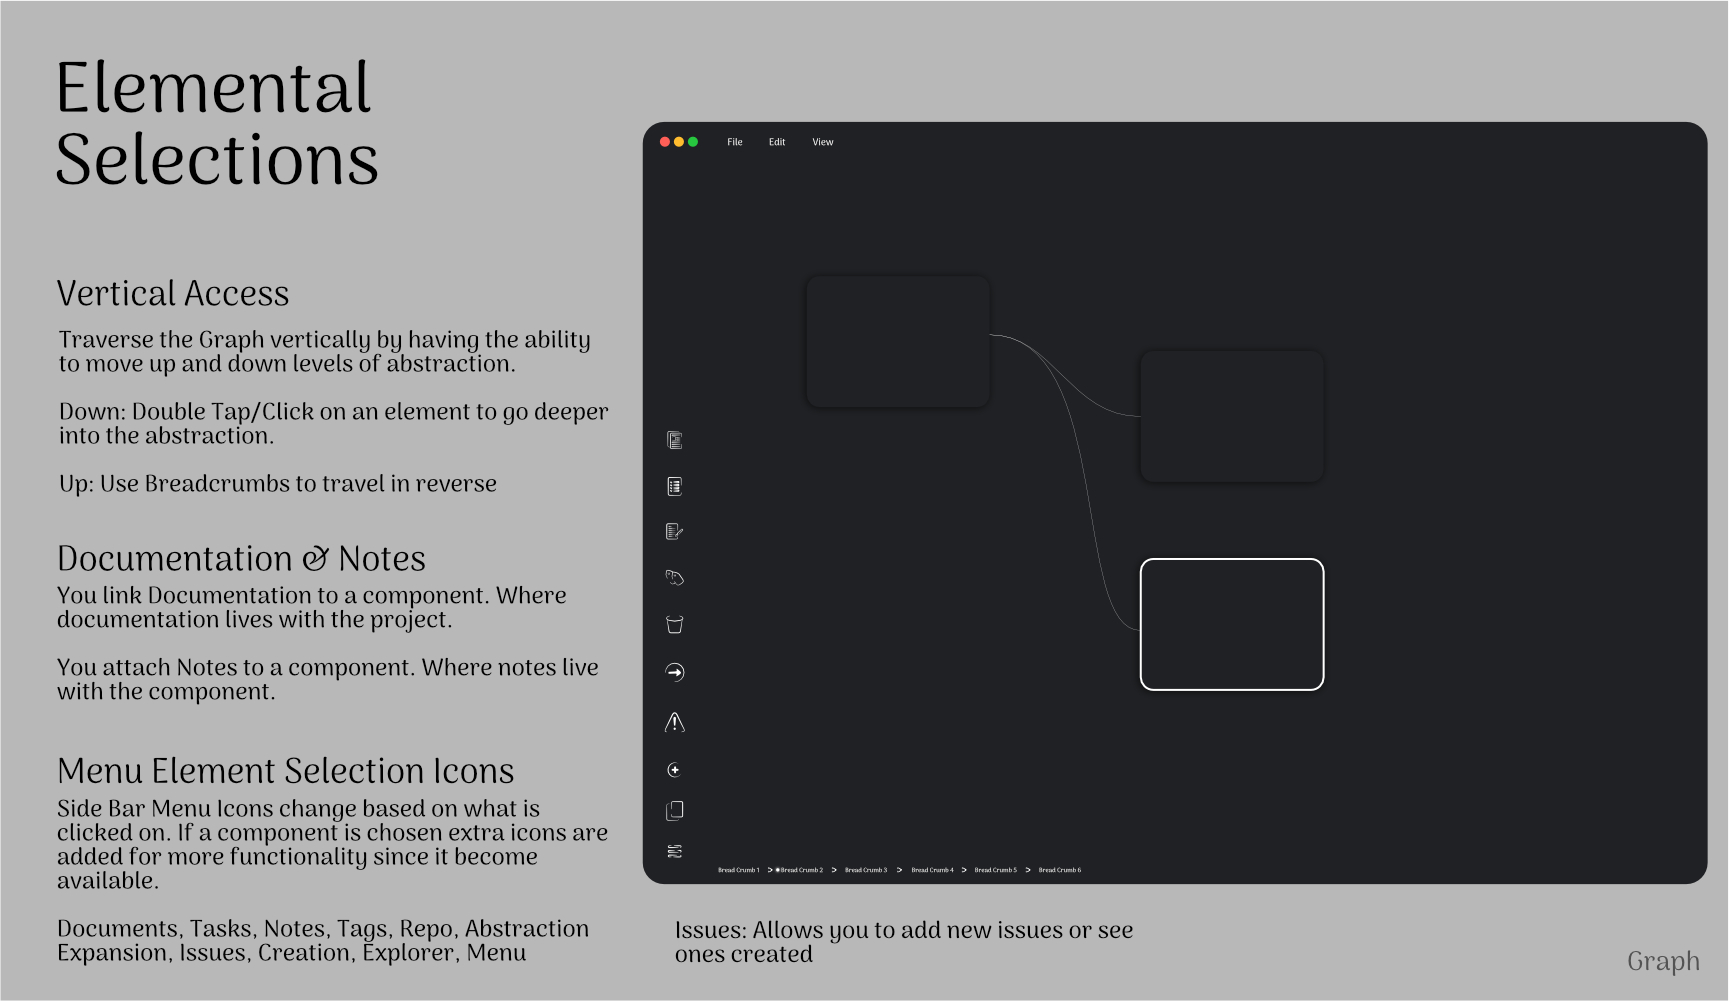 Elemental
Selections
Vertical Access
Traverse the Graph vertically by having the ability
to move up and down levels of abstraction.
Down: Double Tap/Click on an element to go deeper
into the abstraction.
Up: Use Breadcrumbs to travel in reverse
Documentation & Notes
You link Documentation to a component. Where
documentation lives with the project.
You attach Notes to a component. Where notes live
with the component.
Menu Element Selection Icons
Side Bar Menu Icons change based on what is
clicked on. If a component is chosen extra icons are
added for more functionality since it become
available.
Documents, Tasks, Notes, Tags, Repo, Abstraction
Expansion, Issues, Creation, Explorer, Menu
File Edit View
Bread Crumb 1 > Bread Crumb 2 > Bread Crumb 3 > Bread Crumb 4 > Bread Crumb 5 > Bread Crumb 6
Issues: Allows you to add new issues or see
ones created
Graph